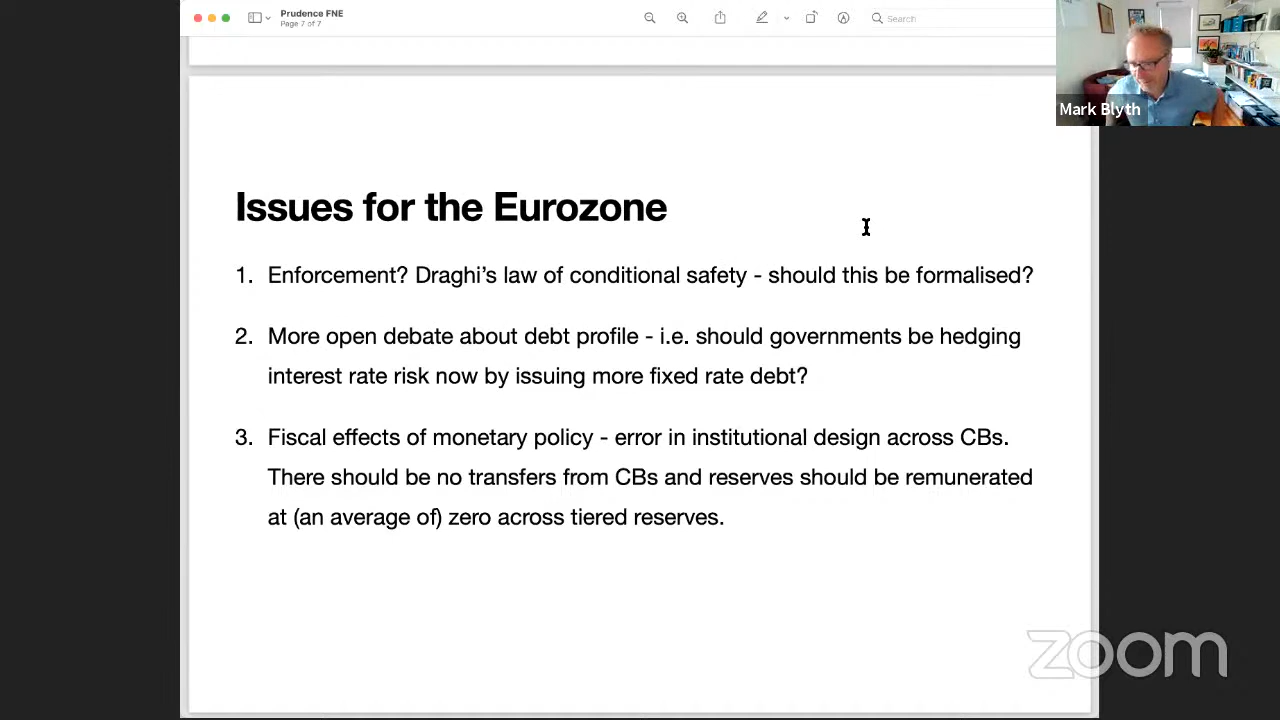 Prudence FNE
Page 7 of 7
Search
Mark Blyth
Issues for the Eurozone
1. Enforcement? Draghi's law of conditional safety - should this be formalised?
2. More open debate about debt profile - i.e. should governments be hedging
interest rate risk now by issuing more fixed rate debt?
3. Fiscal effects of monetary policy - error in institutional design across CBs.
There should be no transfers from CBs and reserves should be remunerated
at (an average of) zero across tiered reserves.
zoom